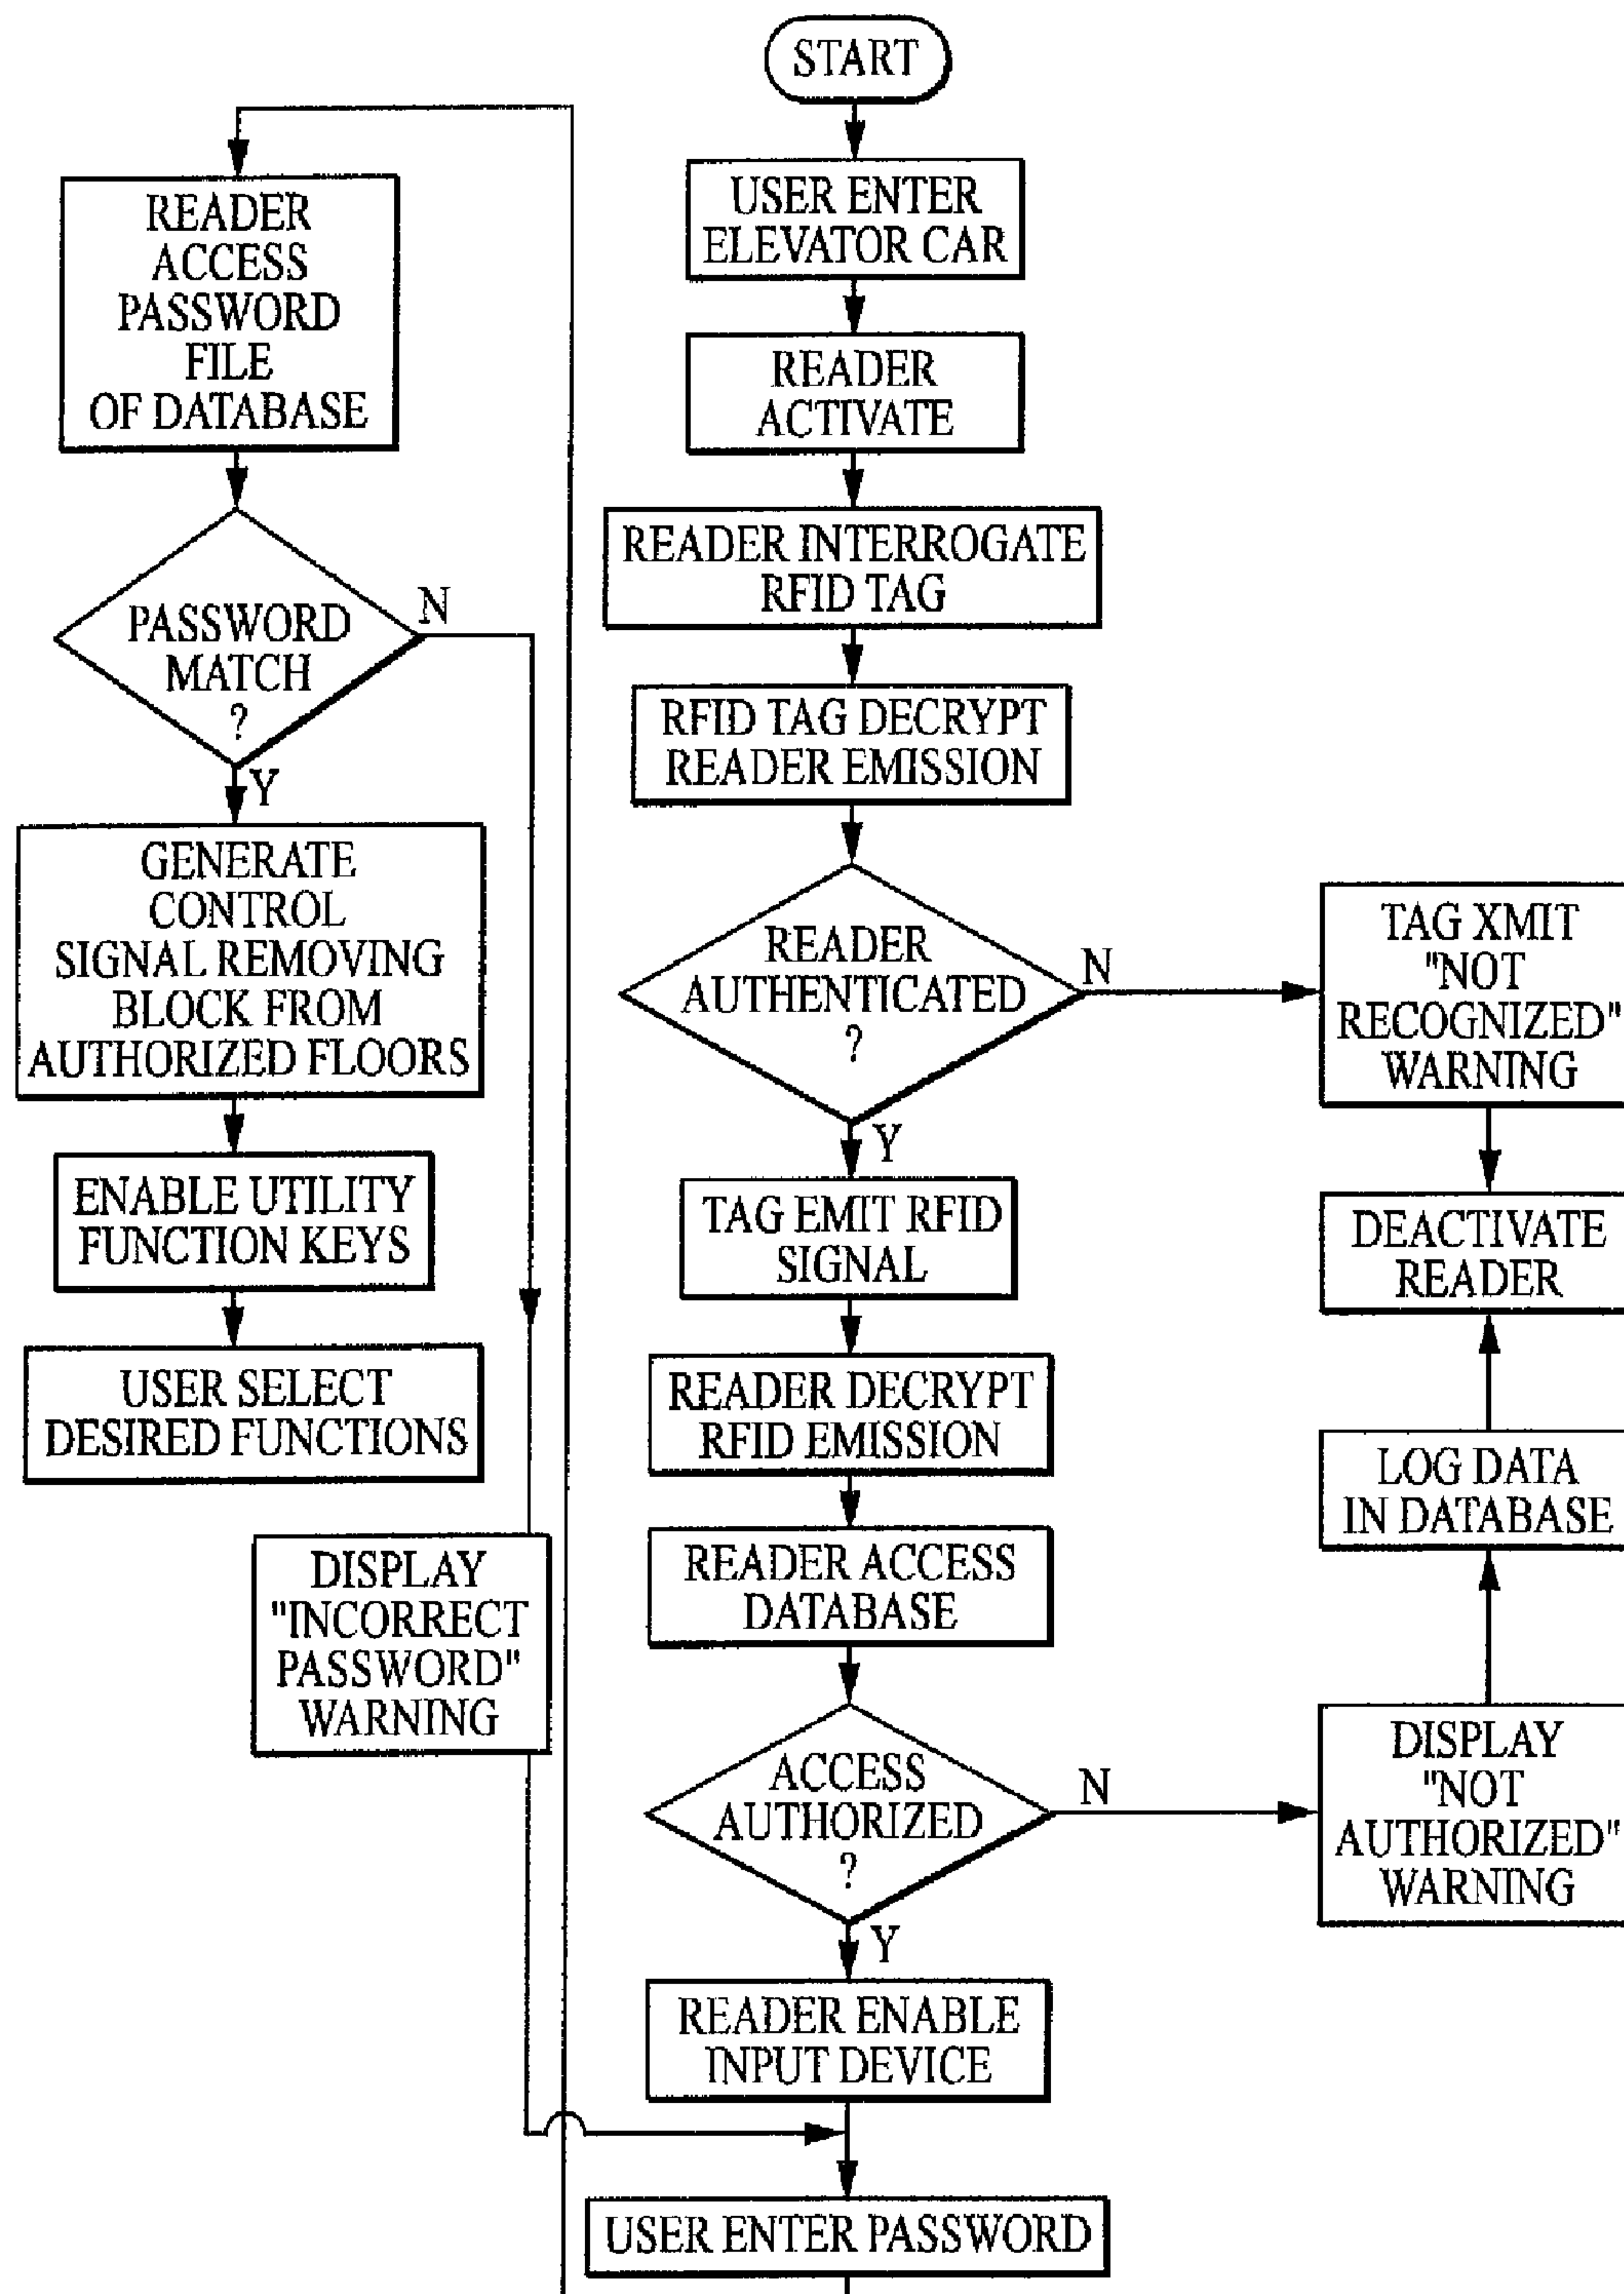 START
USER ENTER
ELEVATOR CAR
READER
ACTIVATE
READER INTERROGATE
RFID TAG
RFID TAG DECRYPT
READER EMISSION
READER
AUTHENTICATED
?
N
Y
TAG XMIT
"NOT
RECOGNIZED"
WARNING
DEACTIVATE
READER
TAG EMIT RFID
SIGNAL
READER DECRYPT
RFID EMISSION
READER ACCESS
DATABASE
ACCESS
AUTHORIZED
?
N
Y
DISPLAY
"NOT
AUTHORIZED"
WARNING
LOG DATA
IN DATABASE
READER ENABLE
INPUT DEVICE
USER ENTER PASSWORD
READER
ACCESS
PASSWORD
FILE
OF DATABASE
PASSWORD
MATCH
?
N
Y
GENERATE
CONTROL
SIGNAL REMOVING
BLOCK FROM
AUTHORIZED FLOORS
ENABLE UTILITY
FUNCTION KEYS
USER SELECT
DESIRED FUNCTIONS
DISPLAY
"INCORRECT
PASSWORD"
WARNING